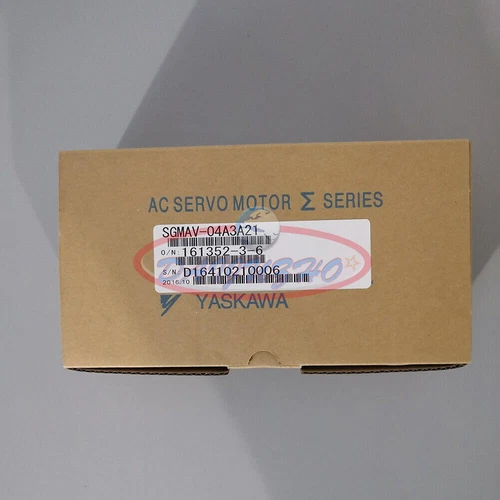 AC SERVO MOTOR Σ SERIES
SGMAV-04A3A21
O/N: 161352-3-6
S/N: D16410210006
2016.10
YASKAWA